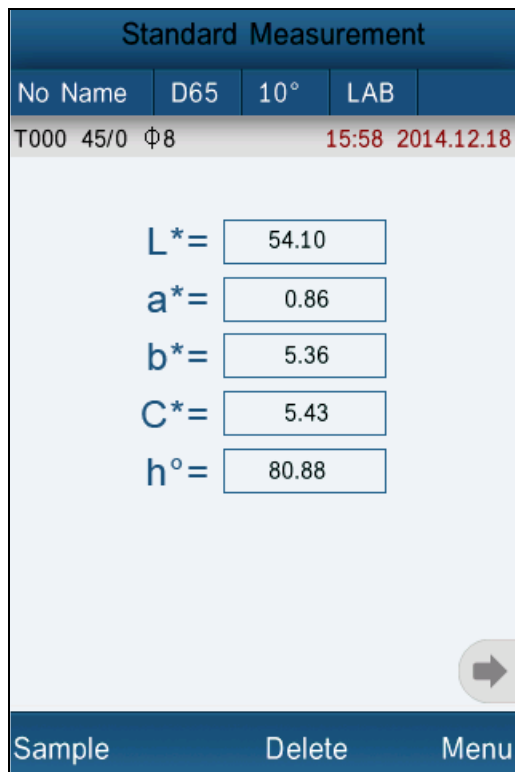 Standard Measurement
No Name D65 10° LAB
T000 45/0 Φ8 15:58 2014.12.18
L*= 54.10
a*= 0.86
b*= 5.36
C*= 5.43
h°= 80.88
Sample Delete Menu